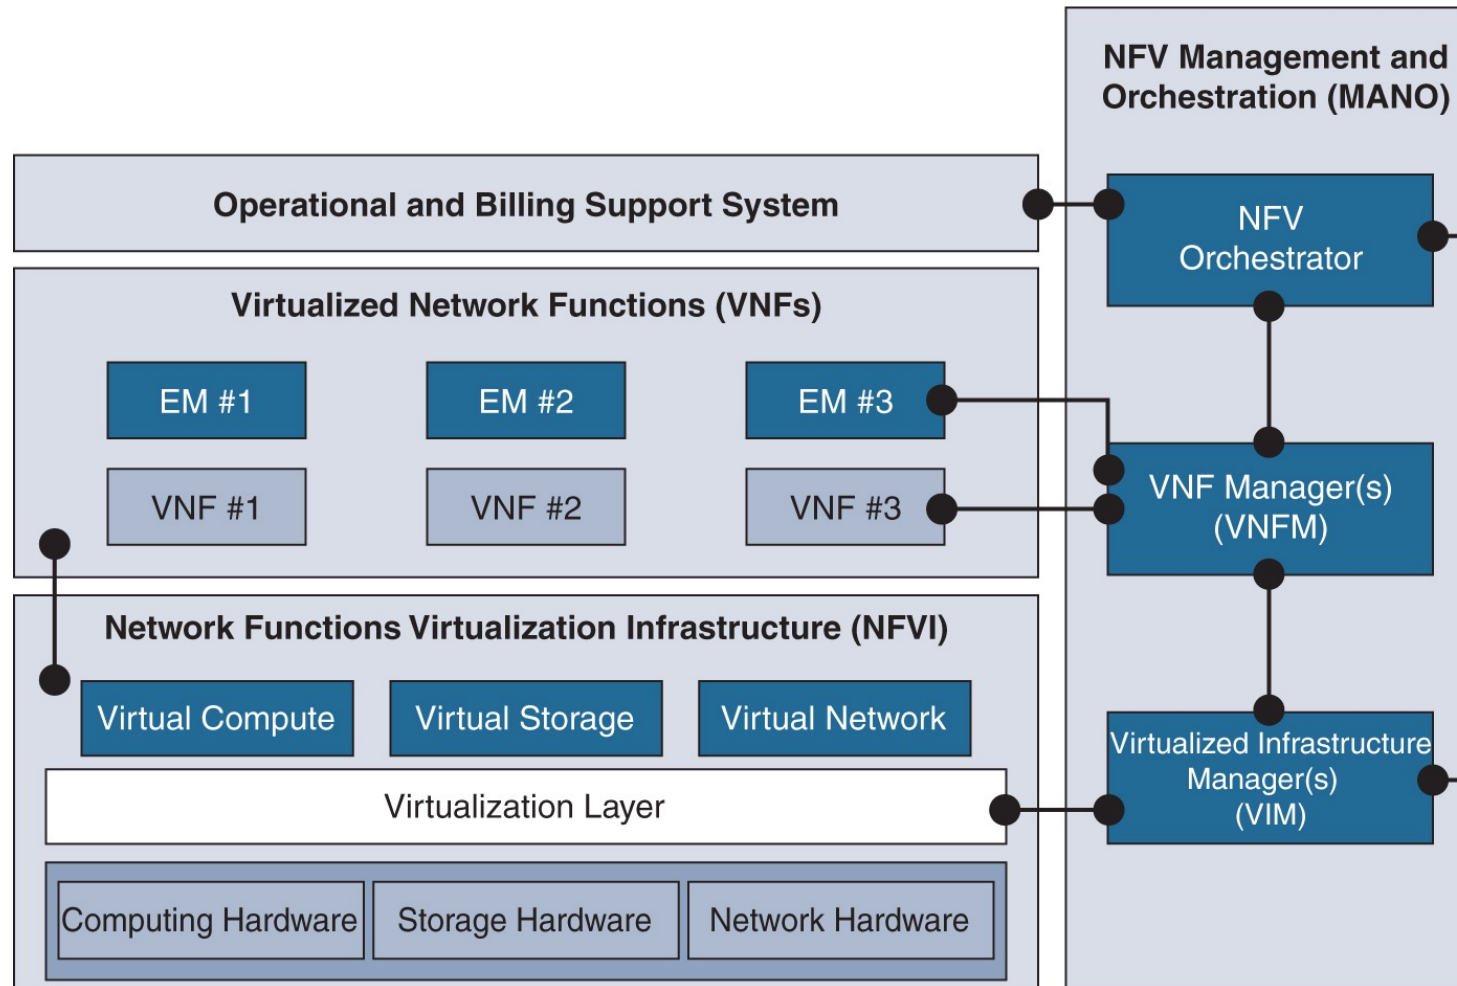 NFV Management and
Orchestration (MANO)
Operational and Billing Support System
NFV
Orchestrator
Virtualized Network Functions (VNFs)
EM #1
EM #2
EM #3
VNF #1
VNF #2
VNF #3
VNF Manager(s)
(VNFM)
Network Functions Virtualization Infrastructure (NFVI)
Virtual Compute
Virtual Storage
Virtual Network
Virtualization Layer
Virtualized Infrastructure
Manager(s)
(VIM)
Computing Hardware
Storage Hardware
Network Hardware